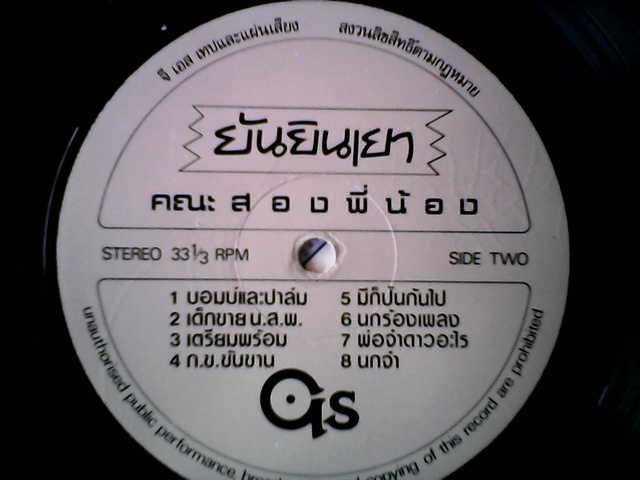 จี เอส เทปและแผ่นเสียง สงวนลิขสิทธิ์ตามกฎหมาย
ยันยินเยา
คณะ สองพี่น้อง
STEREO 33 1/3 RPM
SIDE TWO
1 บอมบ์และปาล์ม
2 เด็กขาย น.ส.พ.
3 เตรียมพร้อม
4 ก.ข.ขับขาน
5 มีก็ปันกันไป
6 นกร้องเพลง
7 พ่อจ๋าดาวอะไร
8 นกจ๋า
Gs
unauthorised public performance copying of this record are prohibited